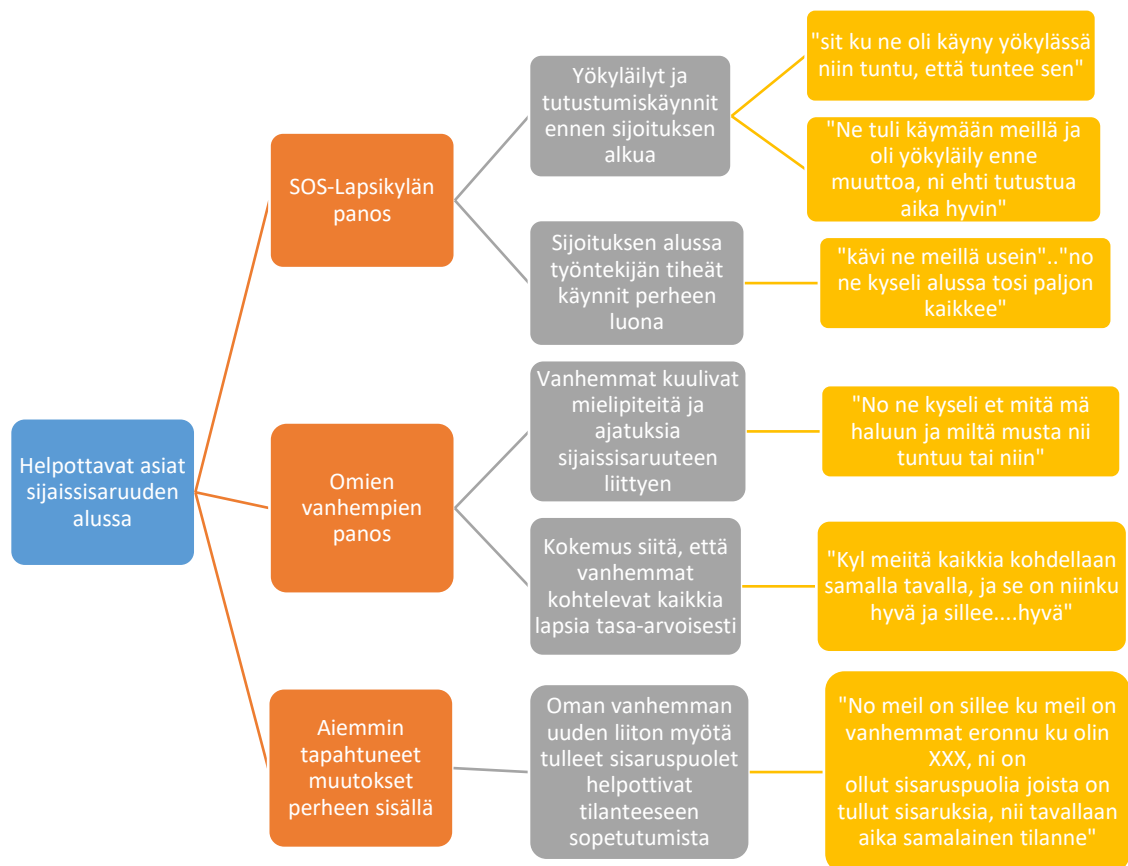 Helpottavat asiat
sijaissisaruuden
alussa
SOS-Lapsikylän
panos
Yökyläilyt ja
tutustumiskäynnit
ennen sijoituksen
alkua
"sit ku ne oli käyny yökylässä
niin tuntu, että tuntee sen"
"Ne tuli käymään meillä ja
oli yökyläily enne
muuttoa, ni ehti tutustua
aika hyvin"
Sijoituksen alussa
työntekijän tiheät
käynnit perheen
luona
"kävi ne meillä usein".."no
ne kyseli alussa tosi paljon
kaikkee"
Omien
vanhempien
panos
Vanhemmat kuulivat
mielipiteitä ja
ajatuksia
sijaissisaruuteen
liittyen
"No ne kyseli et mitä mä
haluun ja miltä musta nii
tuntuu tai niin"
Kokemus siitä, että
vanhemmat
kohtelevat kaikkia
lapsia tasa-arvoisesti
"Kyl meiitä kaikkia kohdellaan
samalla tavalla, ja se on niinku
hyvä ja sillee....hyvä"
Aiemmin
tapahtuneet
muutokset
perheen sisällä
Oman vanhemman
uuden liiton myötä
tulleet sisaruspuolet
helpottivat
tilanteeseen
sopetutumista
"No meil on sillee ku meil on
vanhemmat eronnu ku olin
XXX, ni on
ollut sisaruspuolia joista on
tullut sisaruksia, nii tavallaan
aika samalainen tilanne"